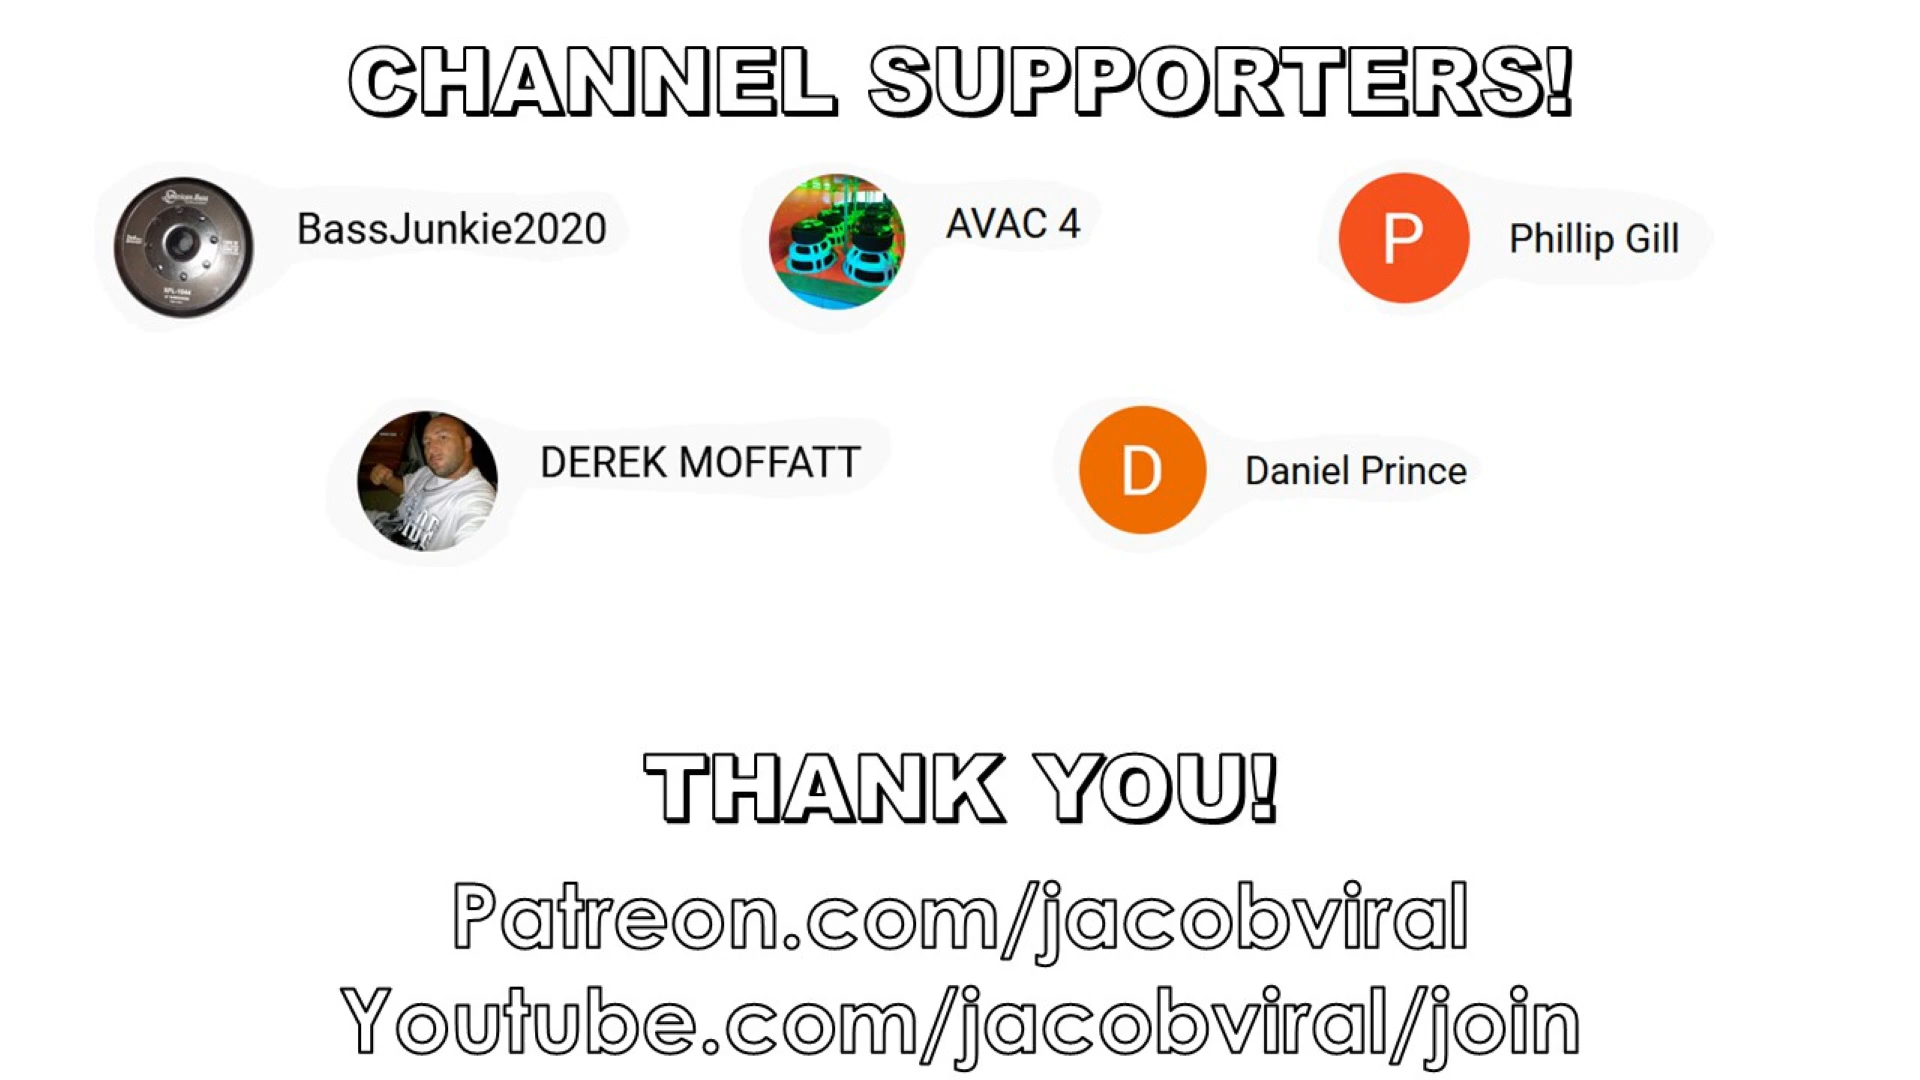 CHANNEL SUPPORTERS!
BassJunkie2020
AVAC 4
P
Phillip Gill
DEREK MOFFATT
D
Daniel Prince
THANK YOU!
Patreon.com/jacobviral
Youtube.com/jacobviral/join